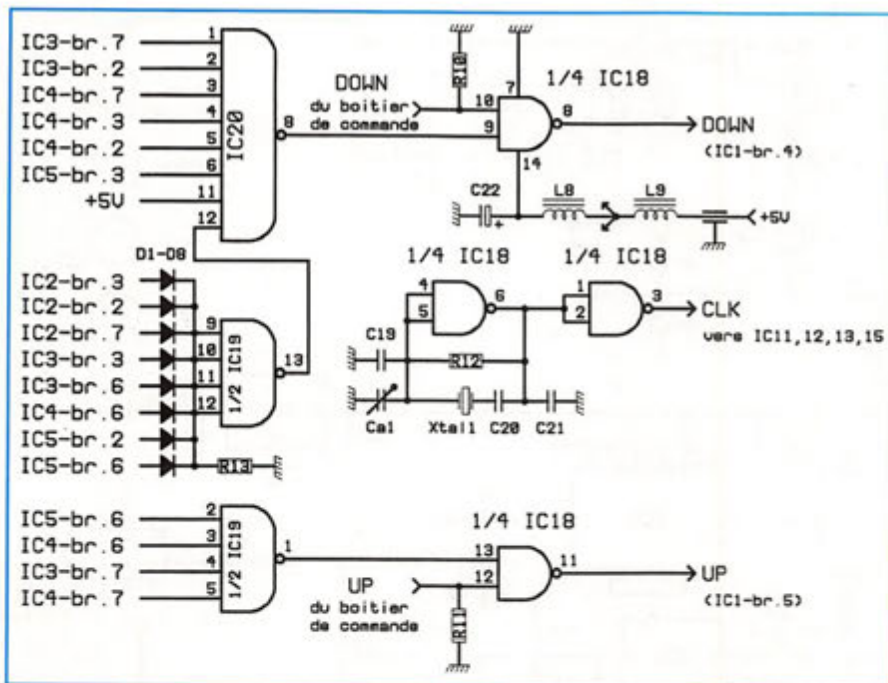 IC3-br.7
IC3-br.2
IC4-br.7
IC4-br.3
IC4-br.2
IC5-br.3
+5V
1
2
3
4
5
6
11
12
IC20
8
DOWN
du boitier
de commande
R10
10
9
7
14
1/4 IC18
8
DOWN
(IC1-br.4)
C22
+
L8
L9
+5V
D1-D8
IC2-br.3
IC2-br.2
IC2-br.7
IC3-br.3
IC3-br.6
IC4-br.6
IC5-br.2
IC5-br.6
9
10
11
12
1/2 IC19
13
R13
1/4 IC18
1/4 IC18
4
5
6
1
2
3
CLK
vers IC11,12,13,15
C19
R12
Ca1
Xtal1
C20
C21
IC5-br.6
IC4-br.6
IC3-br.7
IC4-br.7
2
3
4
5
1/2 IC19
1
UP
du boitier
de commande
13
12
R11
1/4 IC18
11
UP
(IC1-br.5)